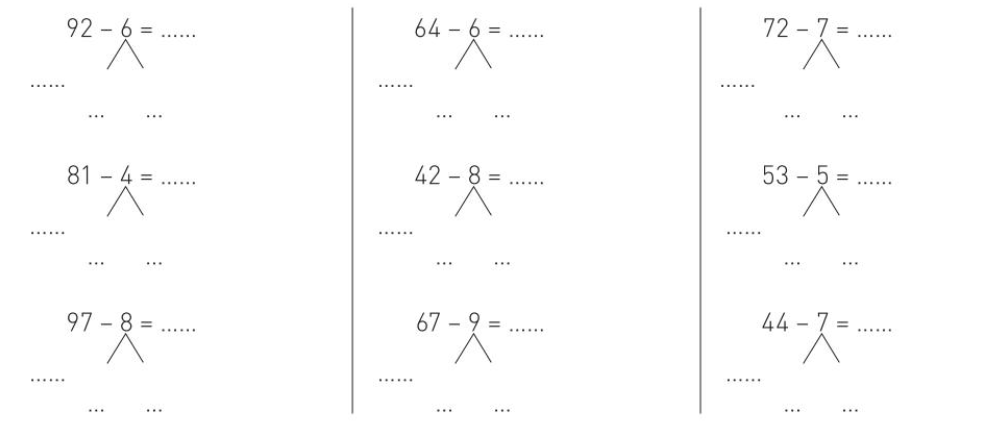 92 – 6 = ......
......
... ...
81 – 4 = ......
......
... ...
97 – 8 = ......
......
... ...
64 – 6 = ......
......
... ...
42 – 8 = ......
......
... ...
67 – 9 = ......
......
... ...
72 – 7 = ......
......
... ...
53 – 5 = ......
......
... ...
44 – 7 = ......
......
... ...